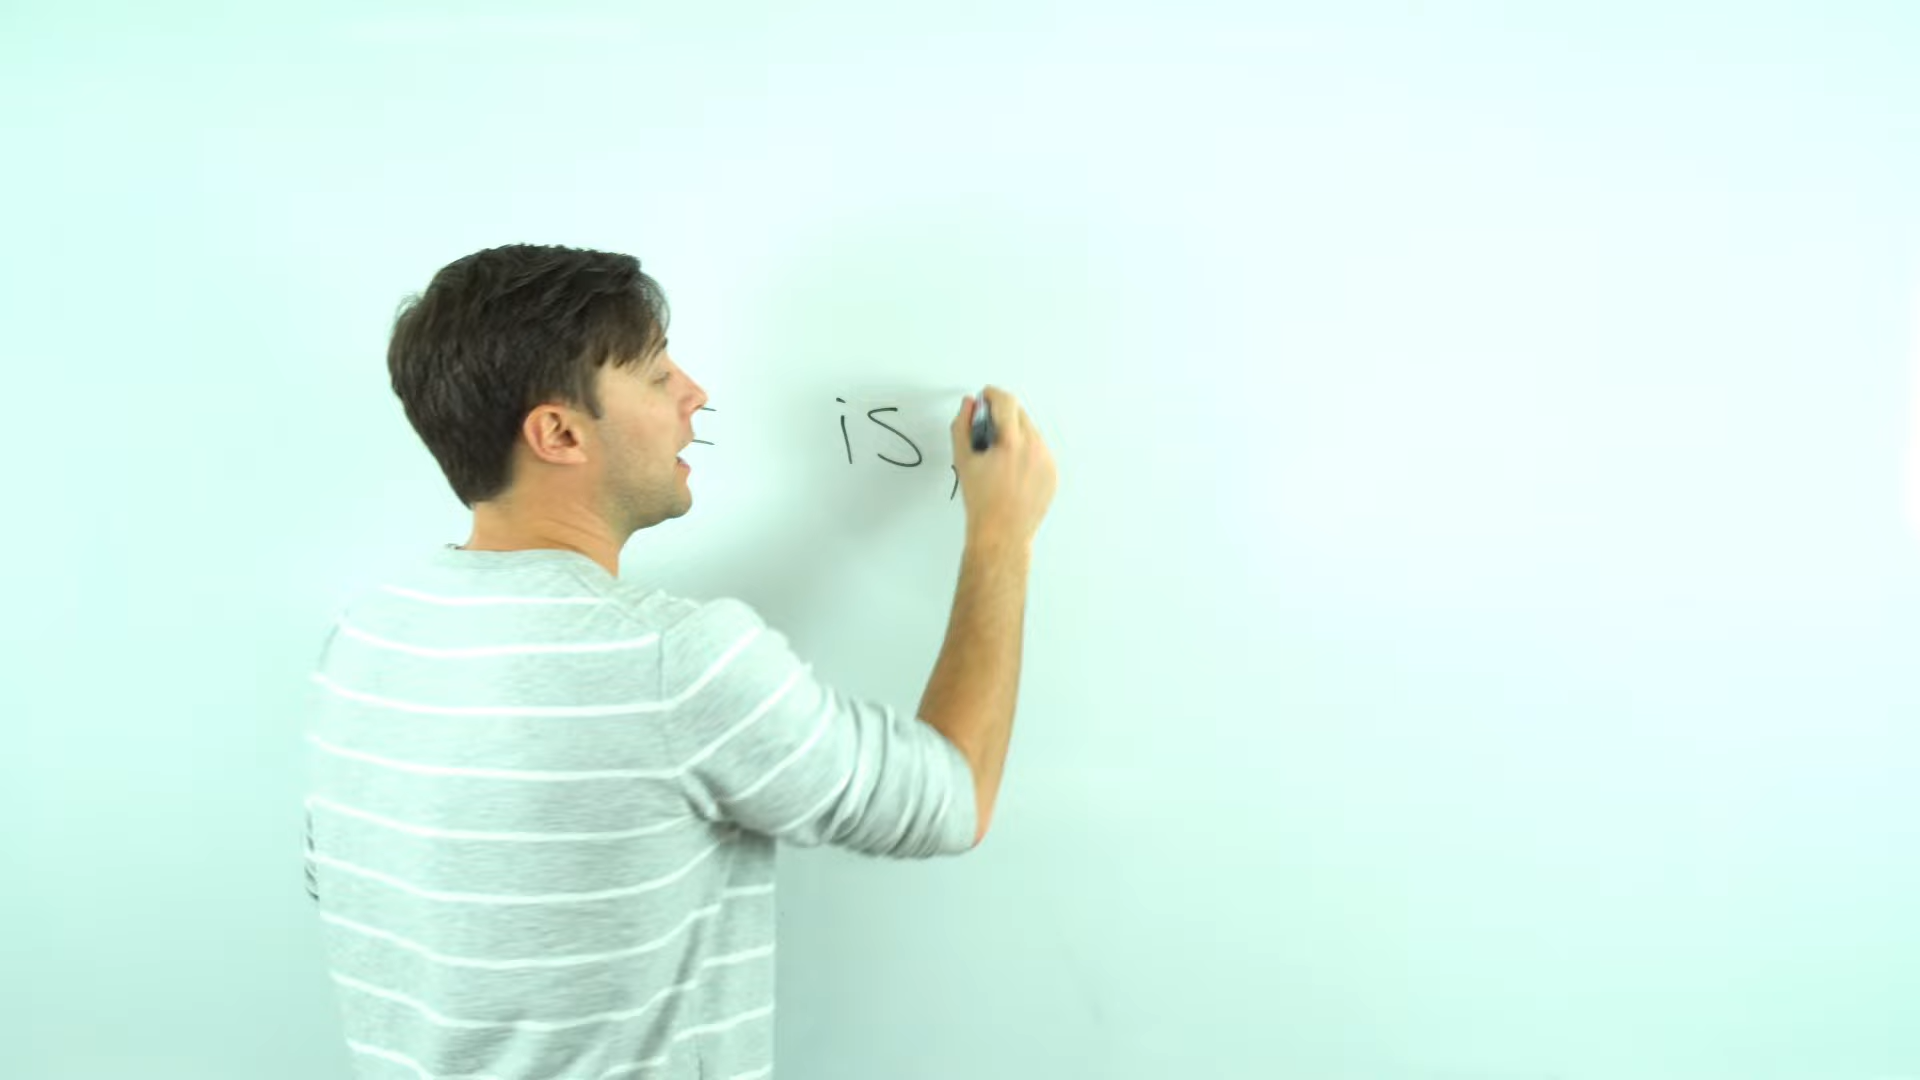 = is,